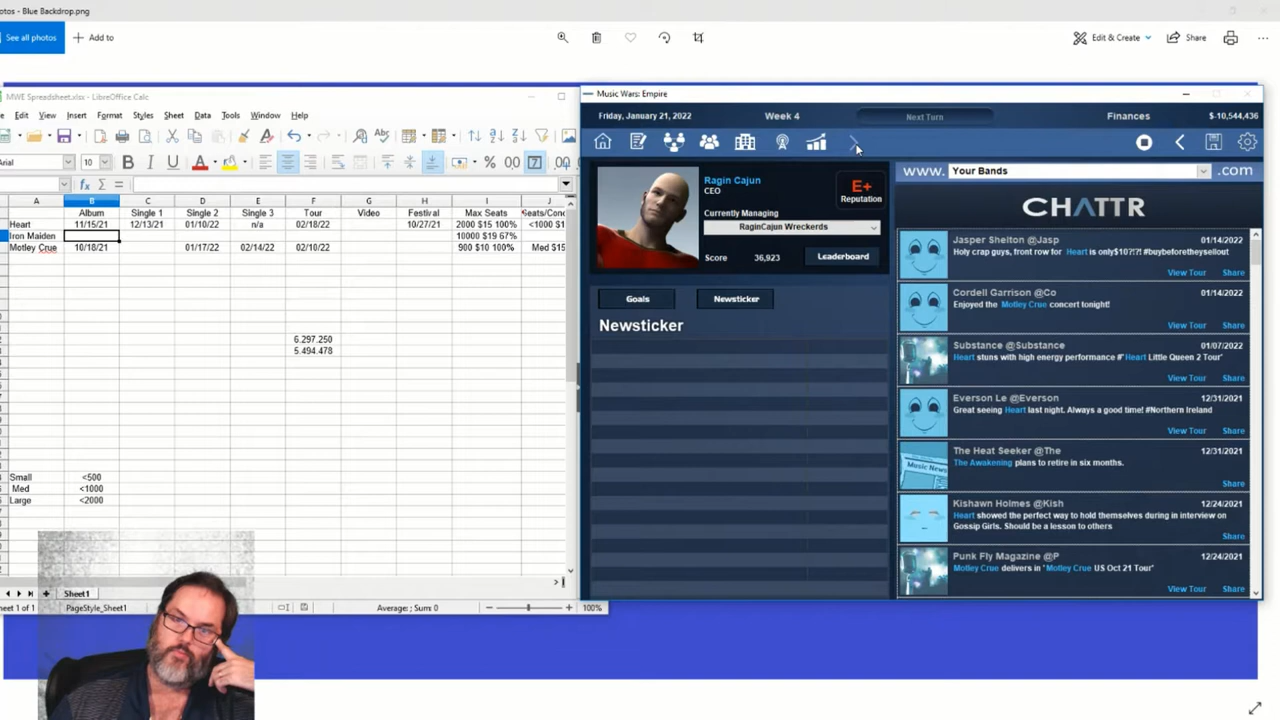 otos - Blue Backdrop.png
See all photos
Add to
Edit & Create
Share
MWE Spreadsheet.xlsx - LibreOffice Calc
Edit View Insert Format Styles Sheet Data Tools Window Help
Arial 10
A B C D E F G H I J
Album Single 1 Single 2 Single 3 Tour Video Festival Max Seats Seats/Conc
Heart 11/15/21 12/13/21 01/10/22 n/a 02/18/22 10/27/21 2000 $15 100% <1000 $1
Iron Maiden 10000 $19 67%
Motley Crue 10/18/21 01/17/22 02/14/22 02/10/22 900 $10 100% Med $15
6.297.250
5.494.478
Small <500
Med <1000
Large <2000
Sheet1
heet 1 of 1 PageStyle_Sheet1 Average: ; Sum: 0 100%
Music Wars: Empire
Friday, January 21, 2022 Week 4 Next Turn Finances $-10,544,436
Ragin Cajun
CEO
E+
Reputation
Currently Managing
RaginCajun Wreckerds
Score 36,923 Leaderboard
Goals Newsticker
Newsticker
www. Your Bands .com
CHATTR
Jasper Shelton @Jasp 01/14/2022
Holy crap guys, front row for Heart is only$10?!?! #buybeforetheysellout
View Tour Share
Cordell Garrison @Co 01/14/2022
Enjoyed the Motley Crue concert tonight!
View Tour Share
Substance @Substance 01/07/2022
Heart stuns with high energy performance #'Heart Little Queen 2 Tour'
View Tour Share
Everson Le @Everson 12/31/2021
Great seeing Heart last night. Always a good time! #Northern Ireland
View Tour Share
The Heat Seeker @The 12/31/2021
Music News
The Awakening plans to retire in six months.
Share
Kishawn Holmes @Kish 12/24/2021
Heart showed the perfect way to hold themselves during in interview on
Gossip Girls. Should be a lesson to others
Share
Punk Fly Magazine @P 12/24/2021
Motley Crue delivers in 'Motley Crue US Oct 21 Tour'
View Tour Share